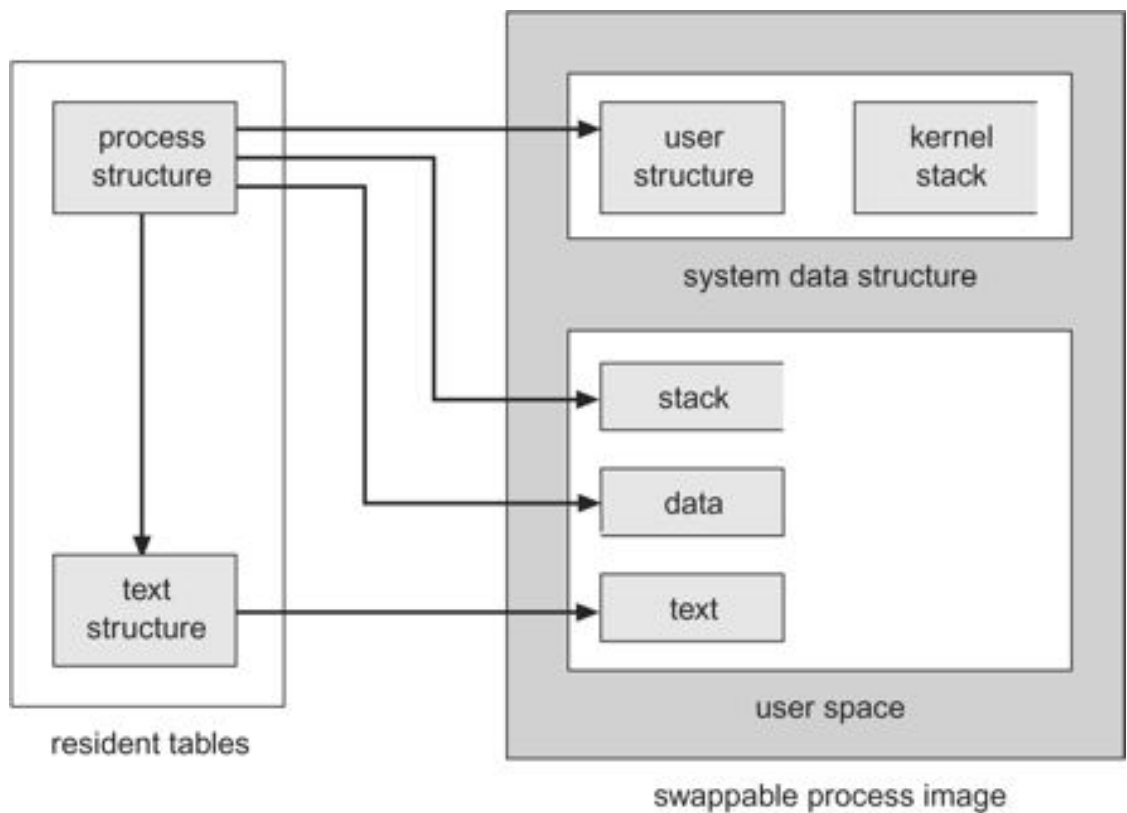 process
structure
text
structure
resident tables
user
structure
kernel
stack
system data structure
stack
data
text
user space
swappable process image